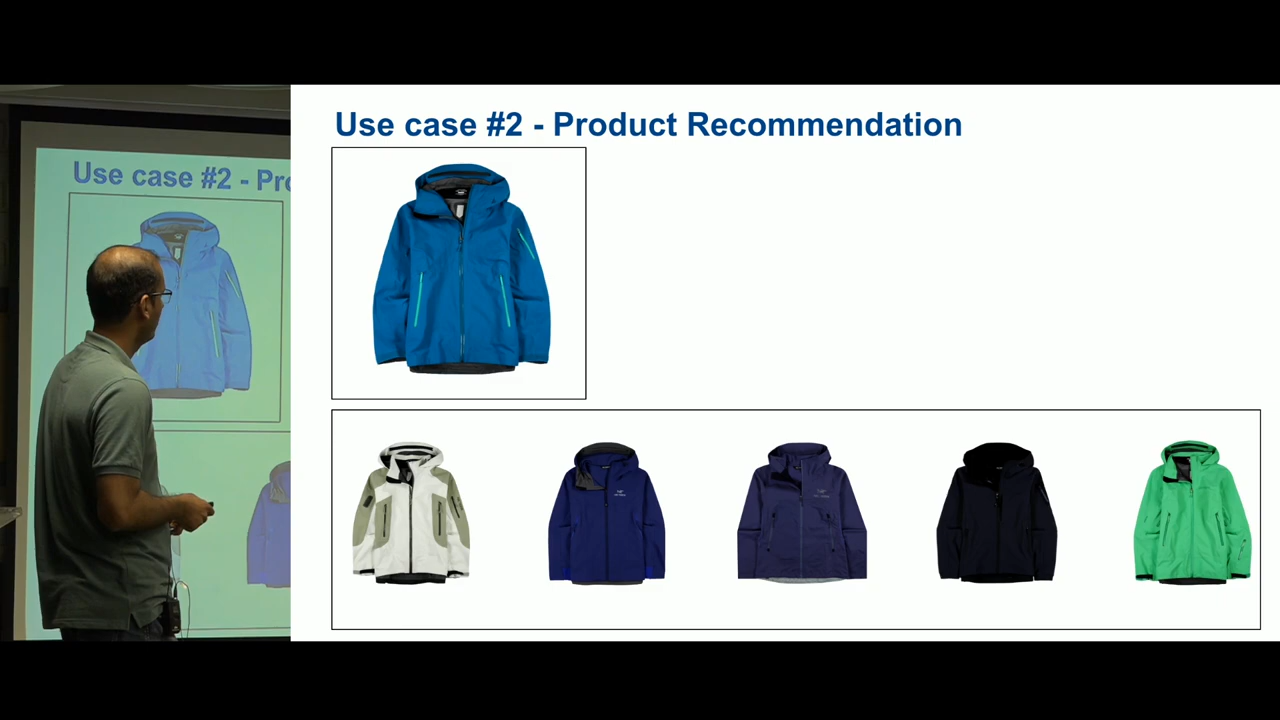 Use case #2 - Product Recommendation
Use case #2 - Pro